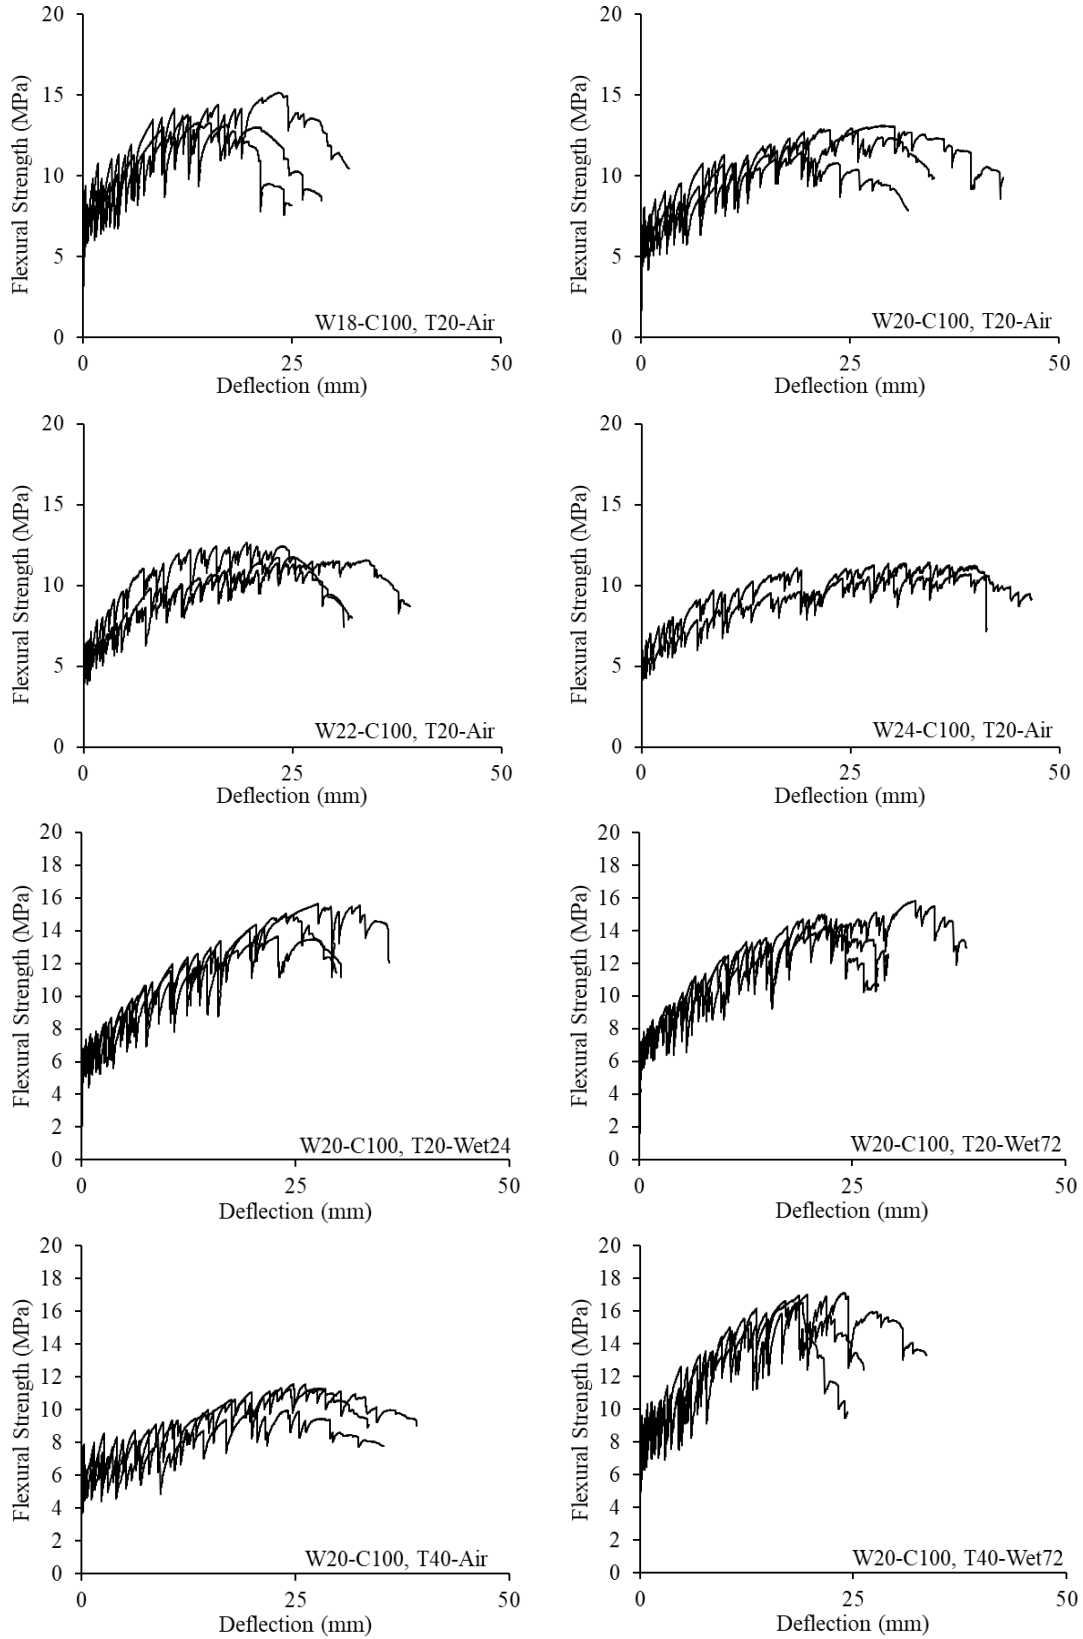 20
15
10
5
0
Flexural Strength (MPa)
W18-C100, T20-Air
0 25 50
Deflection (mm)
20
15
10
5
0
Flexural Strength (MPa)
W20-C100, T20-Air
0 25 50
Deflection (mm)
20
15
10
5
0
Flexural Strength (MPa)
W22-C100, T20-Air
0 25 50
Deflection (mm)
20
15
10
5
0
Flexural Strength (MPa)
W24-C100, T20-Air
0 25 50
Deflection (mm)
20
18
16
14
12
10
8
6
4
2
0
Flexural Strength (MPa)
W20-C100, T20-Wet24
0 25 50
Deflection (mm)
20
18
16
14
12
10
8
6
4
2
0
Flexural Strength (MPa)
W20-C100, T20-Wet72
0 25 50
Deflection (mm)
20
18
16
14
12
10
8
6
4
2
0
Flexural Strength (MPa)
W20-C100, T40-Air
0 25 50
Deflection (mm)
20
18
16
14
12
10
8
6
4
2
0
Flexural Strength (MPa)
W20-C100, T40-Wet72
0 25 50
Deflection (mm)